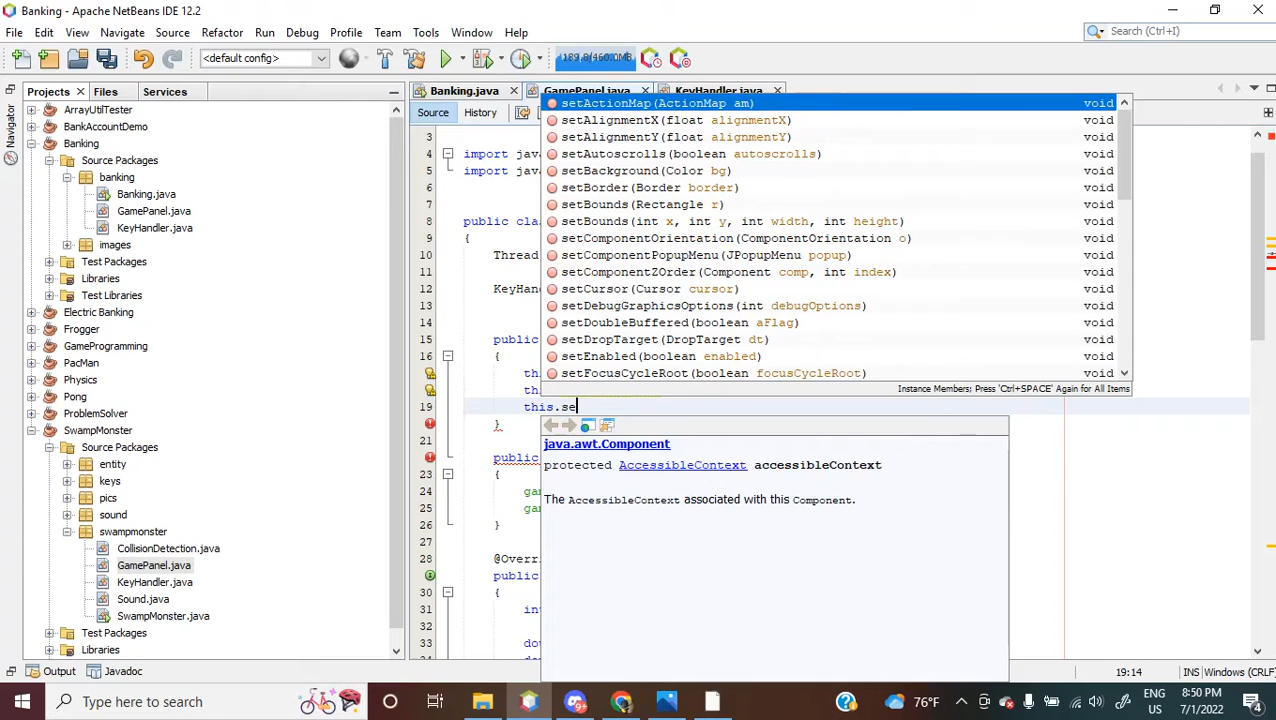 Banking - Apache NetBeans IDE 12.2
File Edit View Navigate Source Refactor Run Debug Profile Team Tools Window Help
Search (Ctrl+I)
<default config>
189.8/460.0MB
Projects
Files
Services
Banking.java
GamePanel.java
KeyHandler.java
Navigator
Source
History
ArrayUtilTester
BankAccountDemo
Banking
Source Packages
banking
Banking.java
GamePanel.java
KeyHandler.java
images
Test Packages
Libraries
Test Libraries
Electric Banking
Frogger
GameProgramming
PacMan
Physics
Pong
ProblemSolver
SwampMonster
Source Packages
entity
keys
pics
sound
swampmonster
CollisionDetection.java
GamePanel.java
KeyHandler.java
Sound.java
SwampMonster.java
Test Packages
Libraries
3
4 import java
5 import jav
6
8 public clas
9 {
10 Thread
11
12 KeyHan
13
14
15 public
16 {
th
th
19 this.se
}
21
public
23 {
24 gam
25 gam
26 }
28 @Overr
public
30 {
31 int
33 dou
34 do
setActionMap(ActionMap am) void
setAlignmentX(float alignmentX) void
setAlignmentY(float alignmentY) void
setAutoscrolls(boolean autoscrolls) void
setBackground(Color bg) void
setBorder(Border border) void
setBounds(Rectangle r) void
setBounds(int x, int y, int width, int height) void
setComponentOrientation(ComponentOrientation o) void
setComponentPopupMenu(JPopupMenu popup) void
setComponentZOrder(Component comp, int index) void
setCursor(Cursor cursor) void
setDebugGraphicsOptions(int debugOptions) void
setDoubleBuffered(boolean aFlag) void
setDropTarget(DropTarget dt) void
setEnabled(boolean enabled) void
setFocusCycleRoot(boolean focusCycleRoot) void
Instance Members; Press 'Ctrl+SPACE' Again for All Items
java.awt.Component
protected AccessibleContext accessibleContext
The AccessibleContext associated with this Component.
Output
Javadoc
19:14
INS
Windows (CRLF)
Type here to search
9+
76°F
ENG
US
8:50 PM
7/1/2022